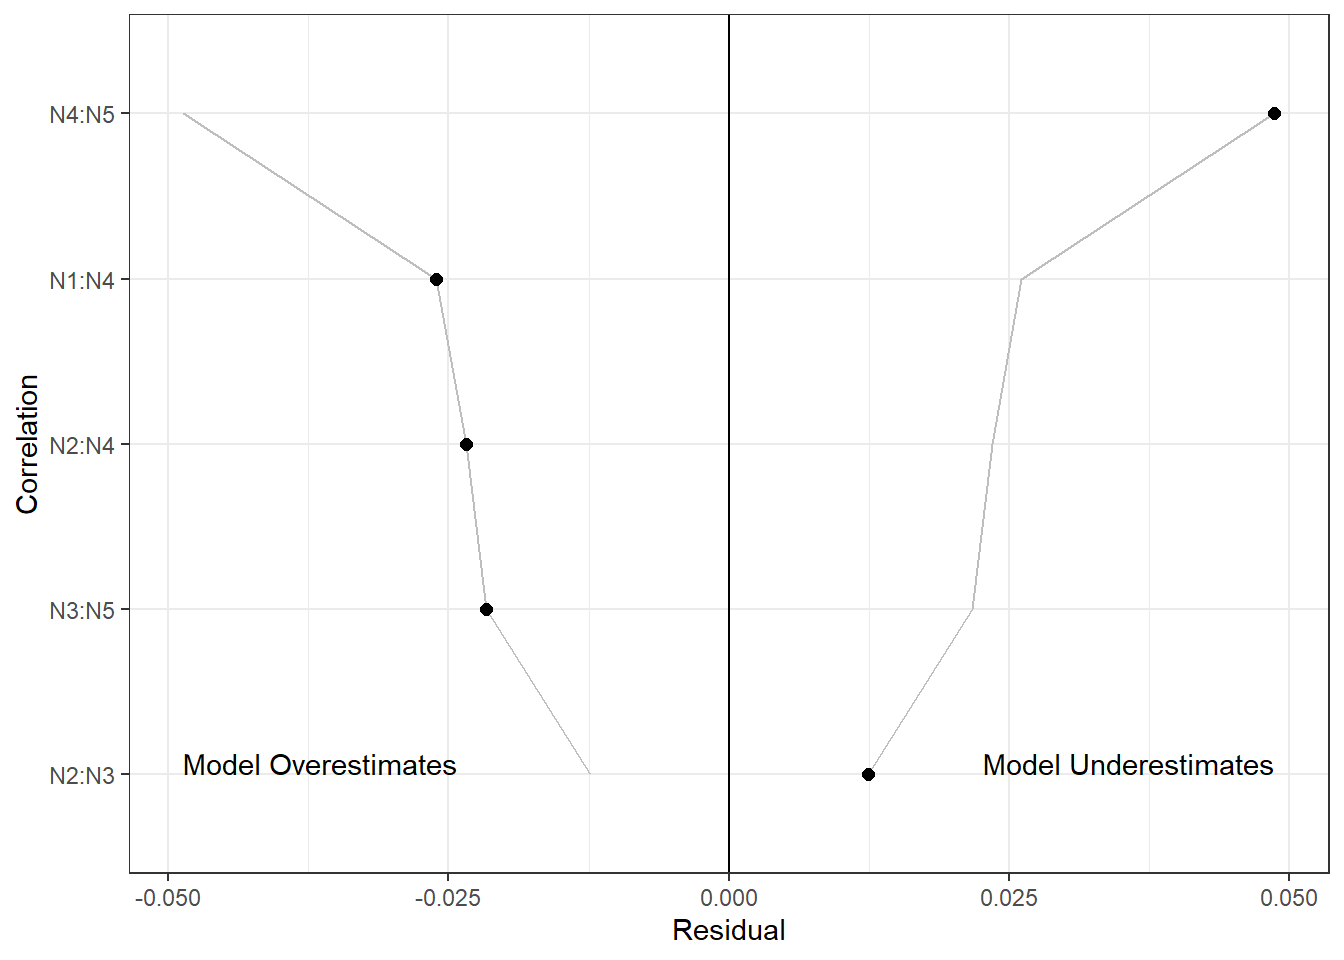 N4:N5
N1:N4
N2:N4
N3:N5
N2:N3
Correlation
Model Overestimates
Model Underestimates
-0.050
-0.025
0.000
0.025
0.050
Residual